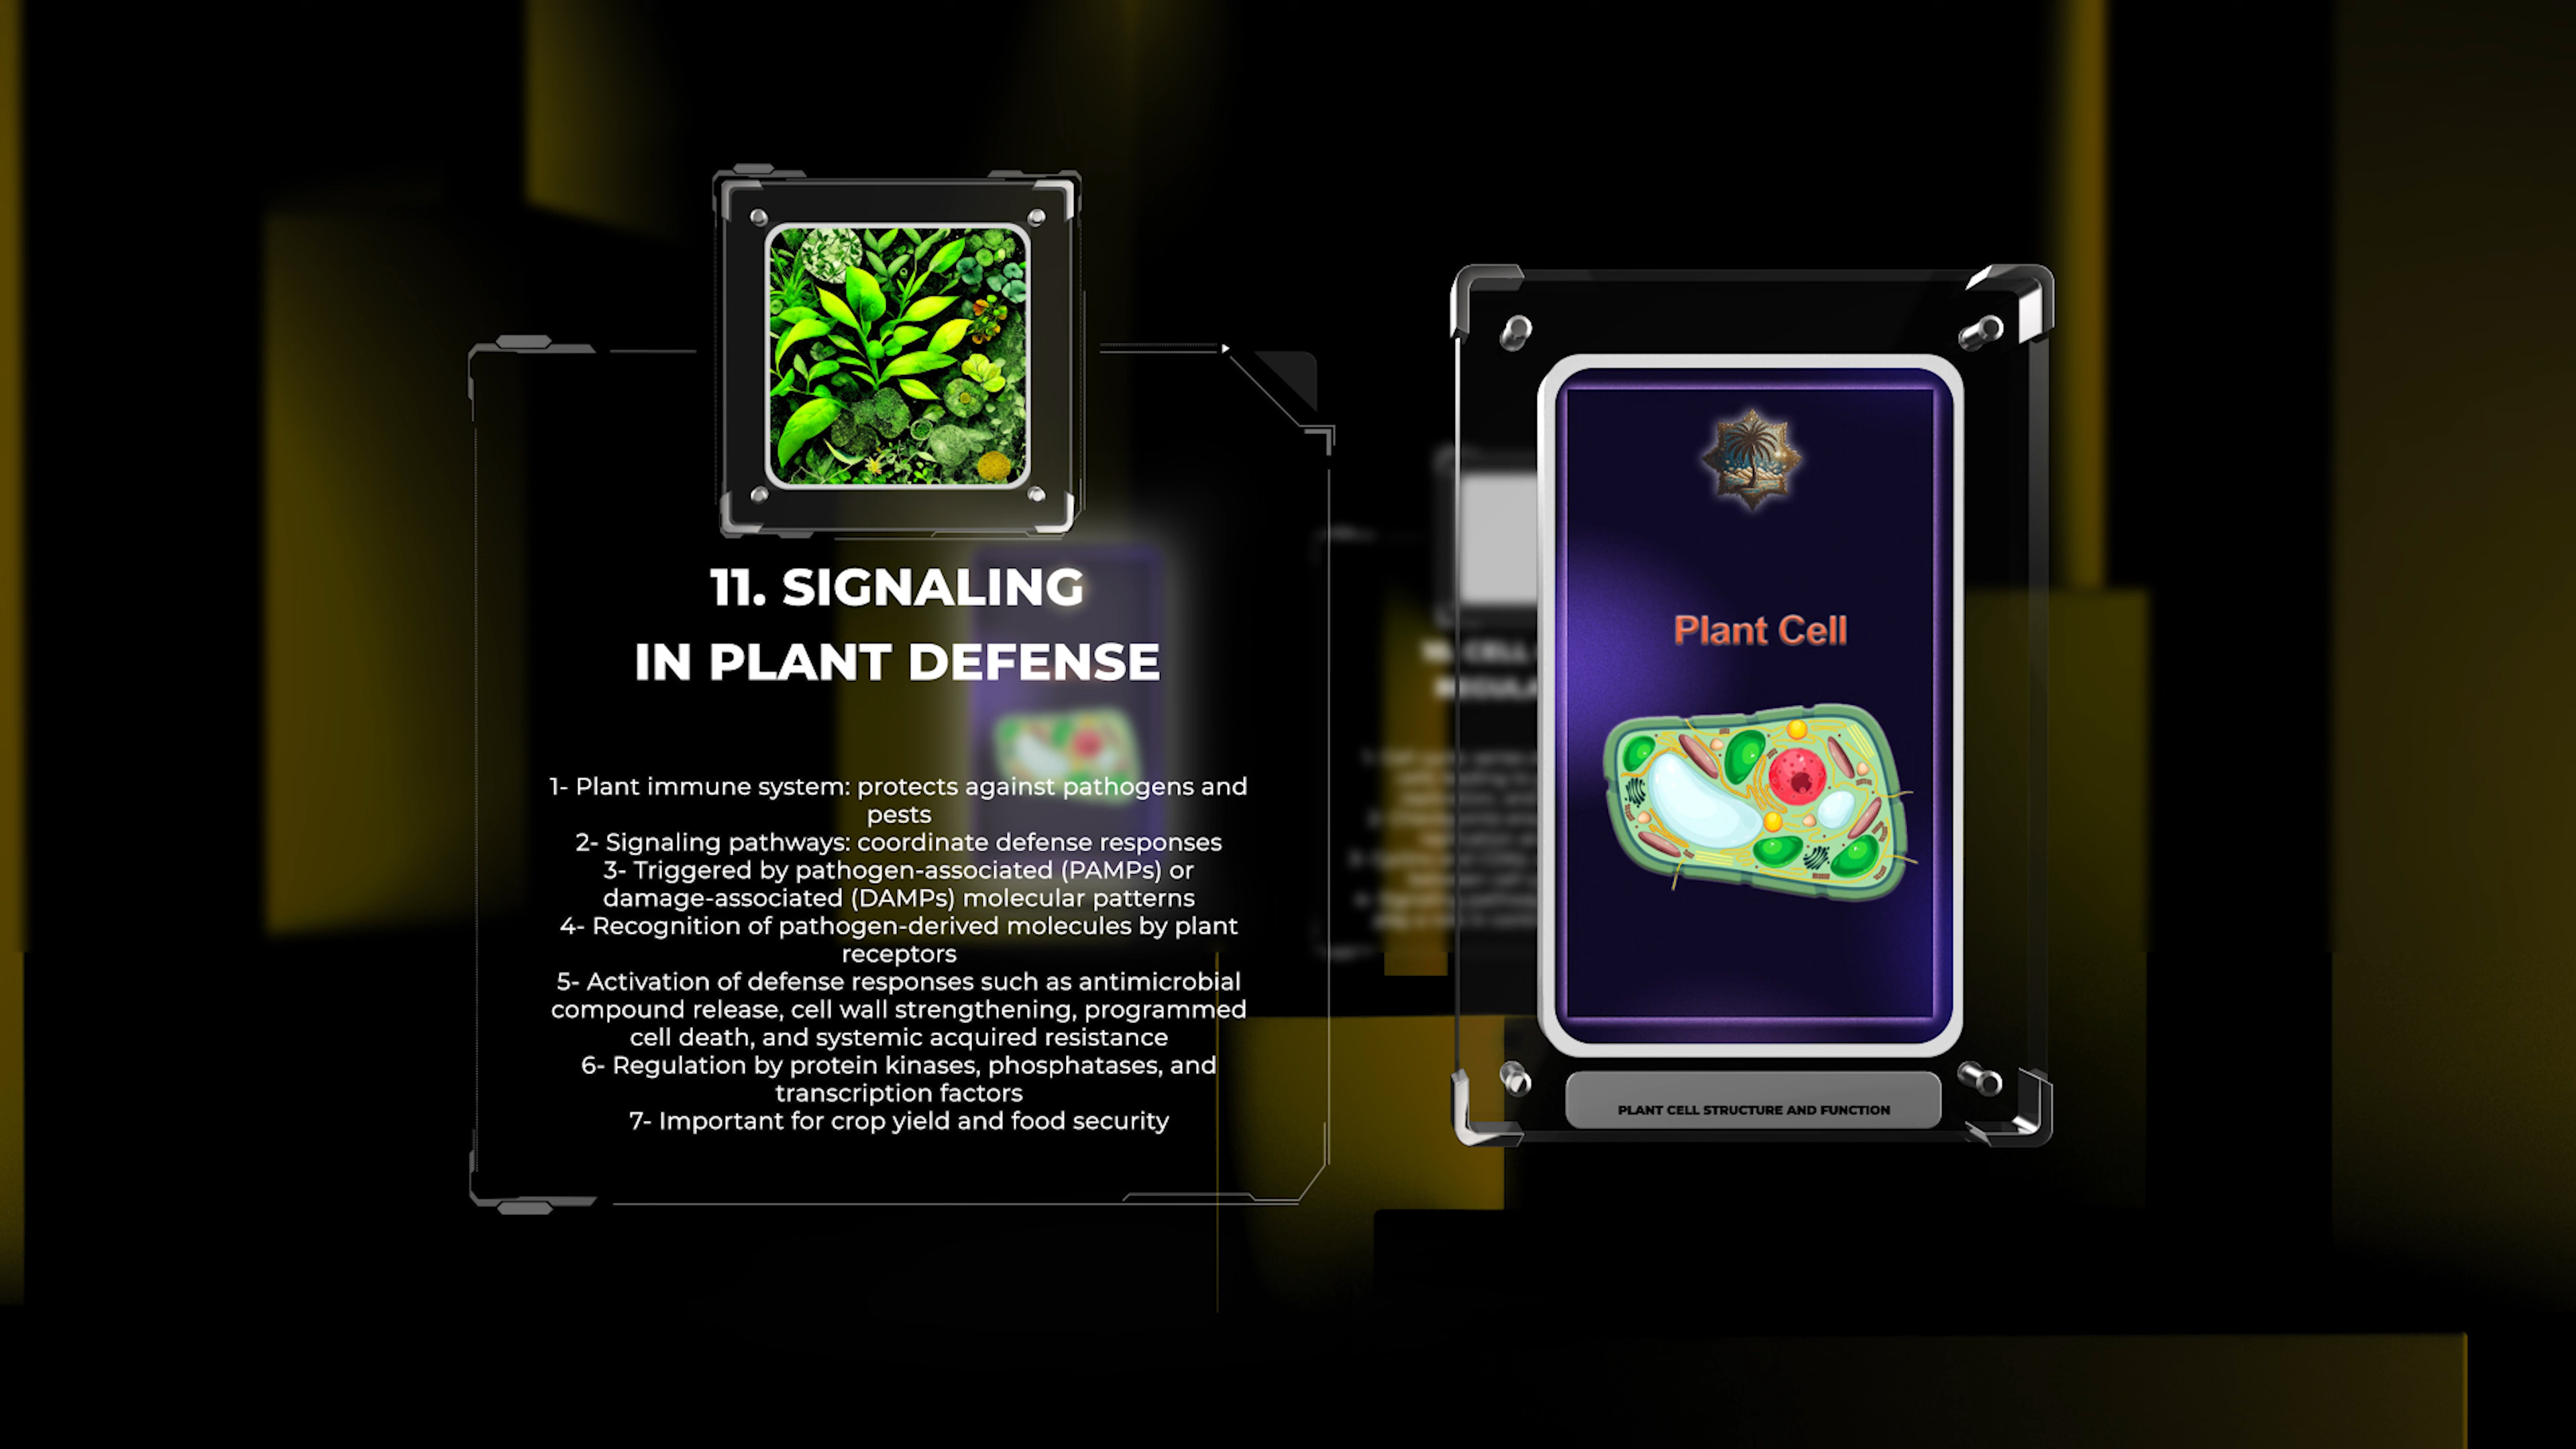 11. SIGNALING
IN PLANT DEFENSE
1- Plant immune system: protects against pathogens and
pests
2- Signaling pathways: coordinate defense responses
3- Triggered by pathogen-associated (PAMPs) or
damage-associated (DAMPs) molecular patterns
4- Recognition of pathogen-derived molecules by plant
receptors
5- Activation of defense responses such as antimicrobial
compound release, cell wall strengthening, programmed
cell death, and systemic acquired resistance
6- Regulation by protein kinases, phosphatases, and
transcription factors
7- Important for crop yield and food security
Plant Cell
PLANT CELL STRUCTURE AND FUNCTION